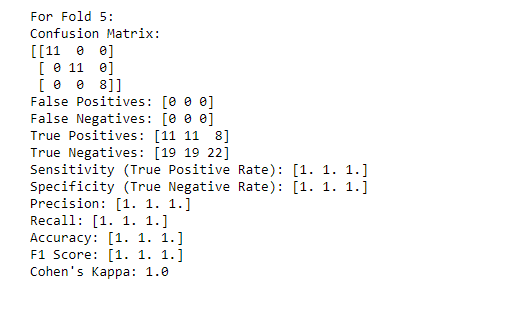 For Fold 5:
Confusion Matrix:
[[11  0  0]
 [ 0 11  0]
 [ 0  0  8]]
False Positives: [0 0 0]
False Negatives: [0 0 0]
True Positives: [11 11  8]
True Negatives: [19 19 22]
Sensitivity (True Positive Rate): [1. 1. 1.]
Specificity (True Negative Rate): [1. 1. 1.]
Precision: [1. 1. 1.]
Recall: [1. 1. 1.]
Accuracy: [1. 1. 1.]
F1 Score: [1. 1. 1.]
Cohen's Kappa: 1.0